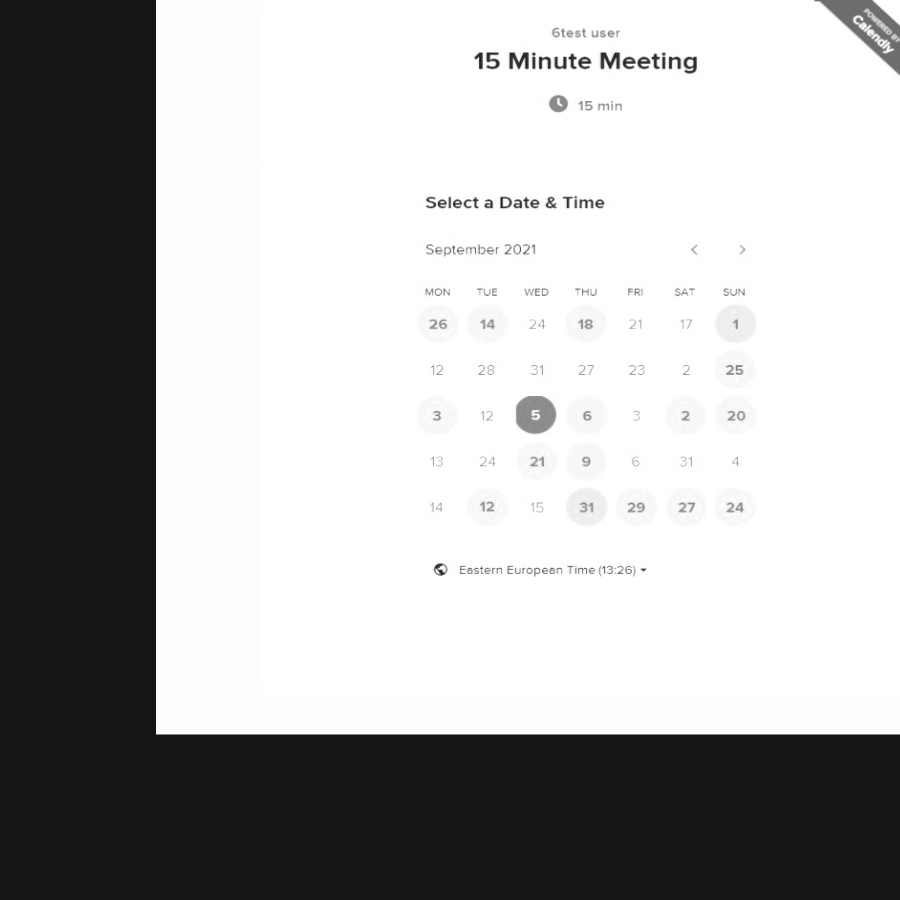 POWERED BY
Calendly
6test user
15 Minute Meeting
15 min
Select a Date & Time
September 2021
MON TUE WED THU FRI SAT SUN
26 14 24 18 21 17 1
12 28 31 27 23 2 25
3 12 5 6 3 2 20
13 24 21 9 6 31 4
14 12 15 31 29 27 24
Eastern European Time (13:26)